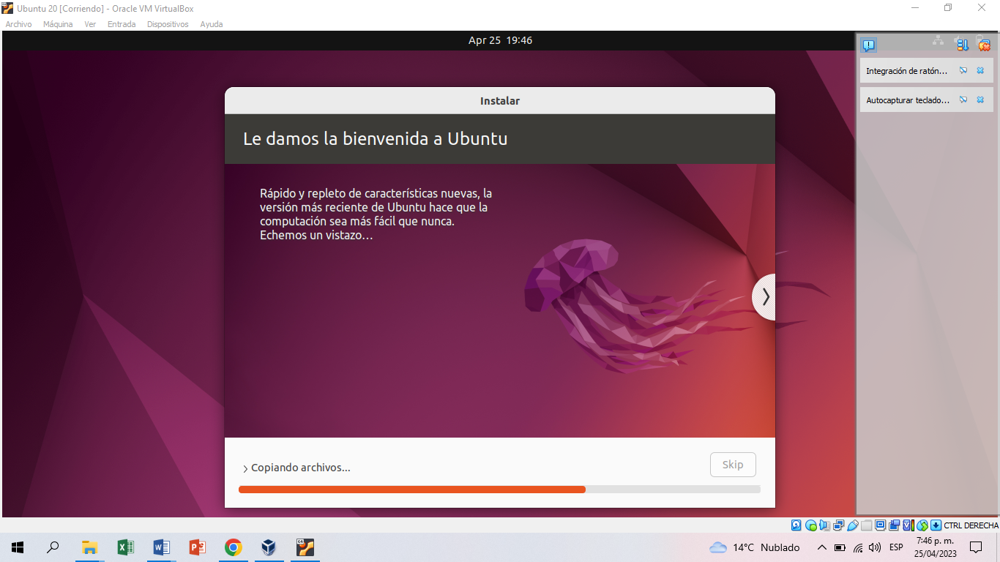 Ubuntu 20 [Corriendo] - Oracle VM VirtualBox
Archivo Máquina Ver Entrada Dispositivos Ayuda
Apr 25 19:46
Integración de ratón...
Autocapturar teclado...
Instalar
Le damos la bienvenida a Ubuntu
Rápido y repleto de características nuevas, la
versión más reciente de Ubuntu hace que la
computación sea más fácil que nunca.
Echemos un vistazo...
Copiando archivos...
Skip
CTRL DERECHA
14°C Nublado
ESP
7:46 p. m.
25/04/2023